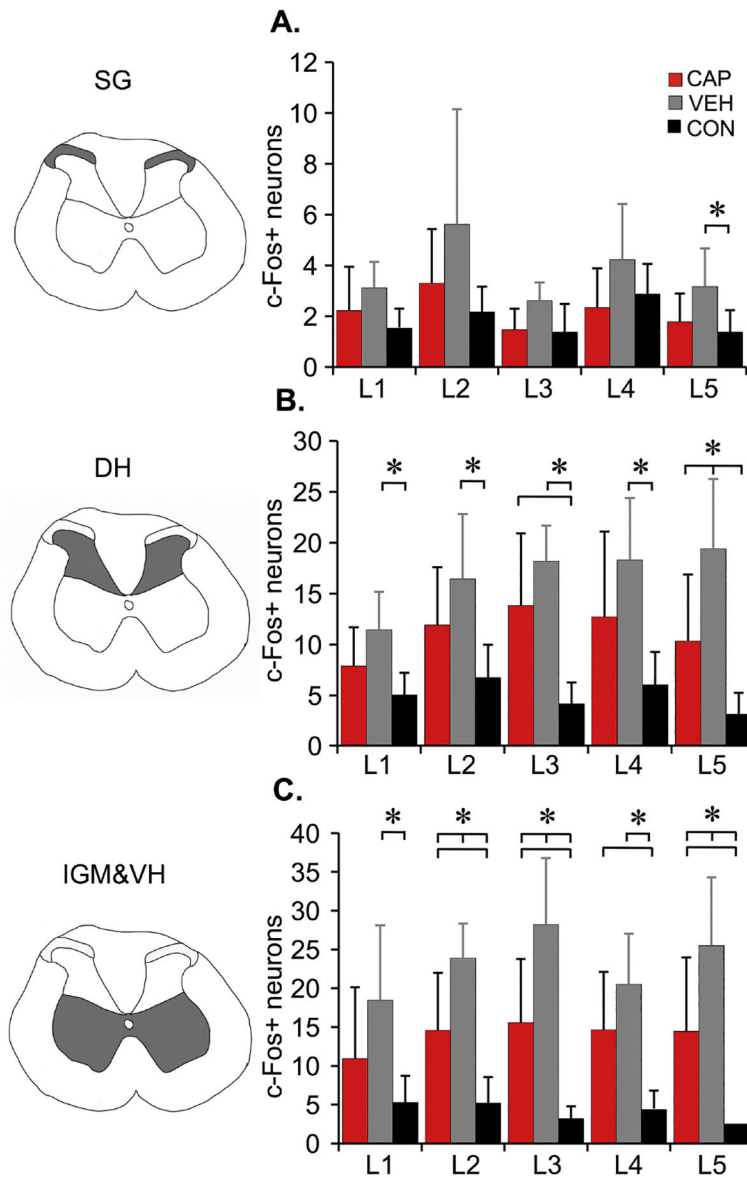 A.
SG
12
10
8
6
4
2
0
c-Fos+ neurons
CAP
VEH
CON
*
L1 L2 L3 L4 L5
B.
DH
30
25
20
15
10
5
0
c-Fos+ neurons
* * * * *
L1 L2 L3 L4 L5
C.
IGM&VH
40
35
30
25
20
15
10
5
0
c-Fos+ neurons
* * * * *
L1 L2 L3 L4 L5